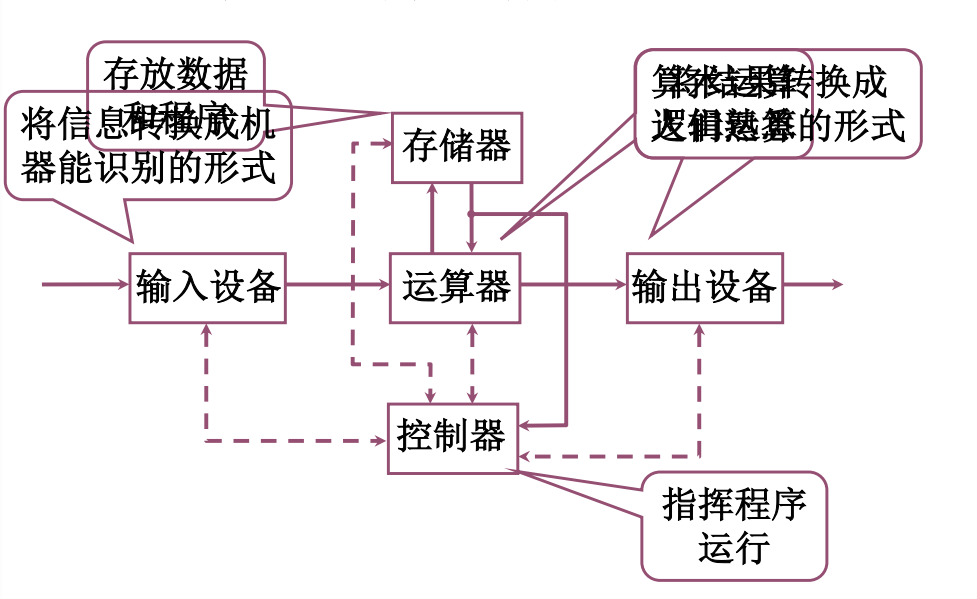 存放数据
和程序
将信息转换成机
器能识别的形式
算术运算
逻辑运算
将结果转换成
人们熟悉的形式
存储器
输入设备
运算器
输出设备
控制器
指挥程序
运行